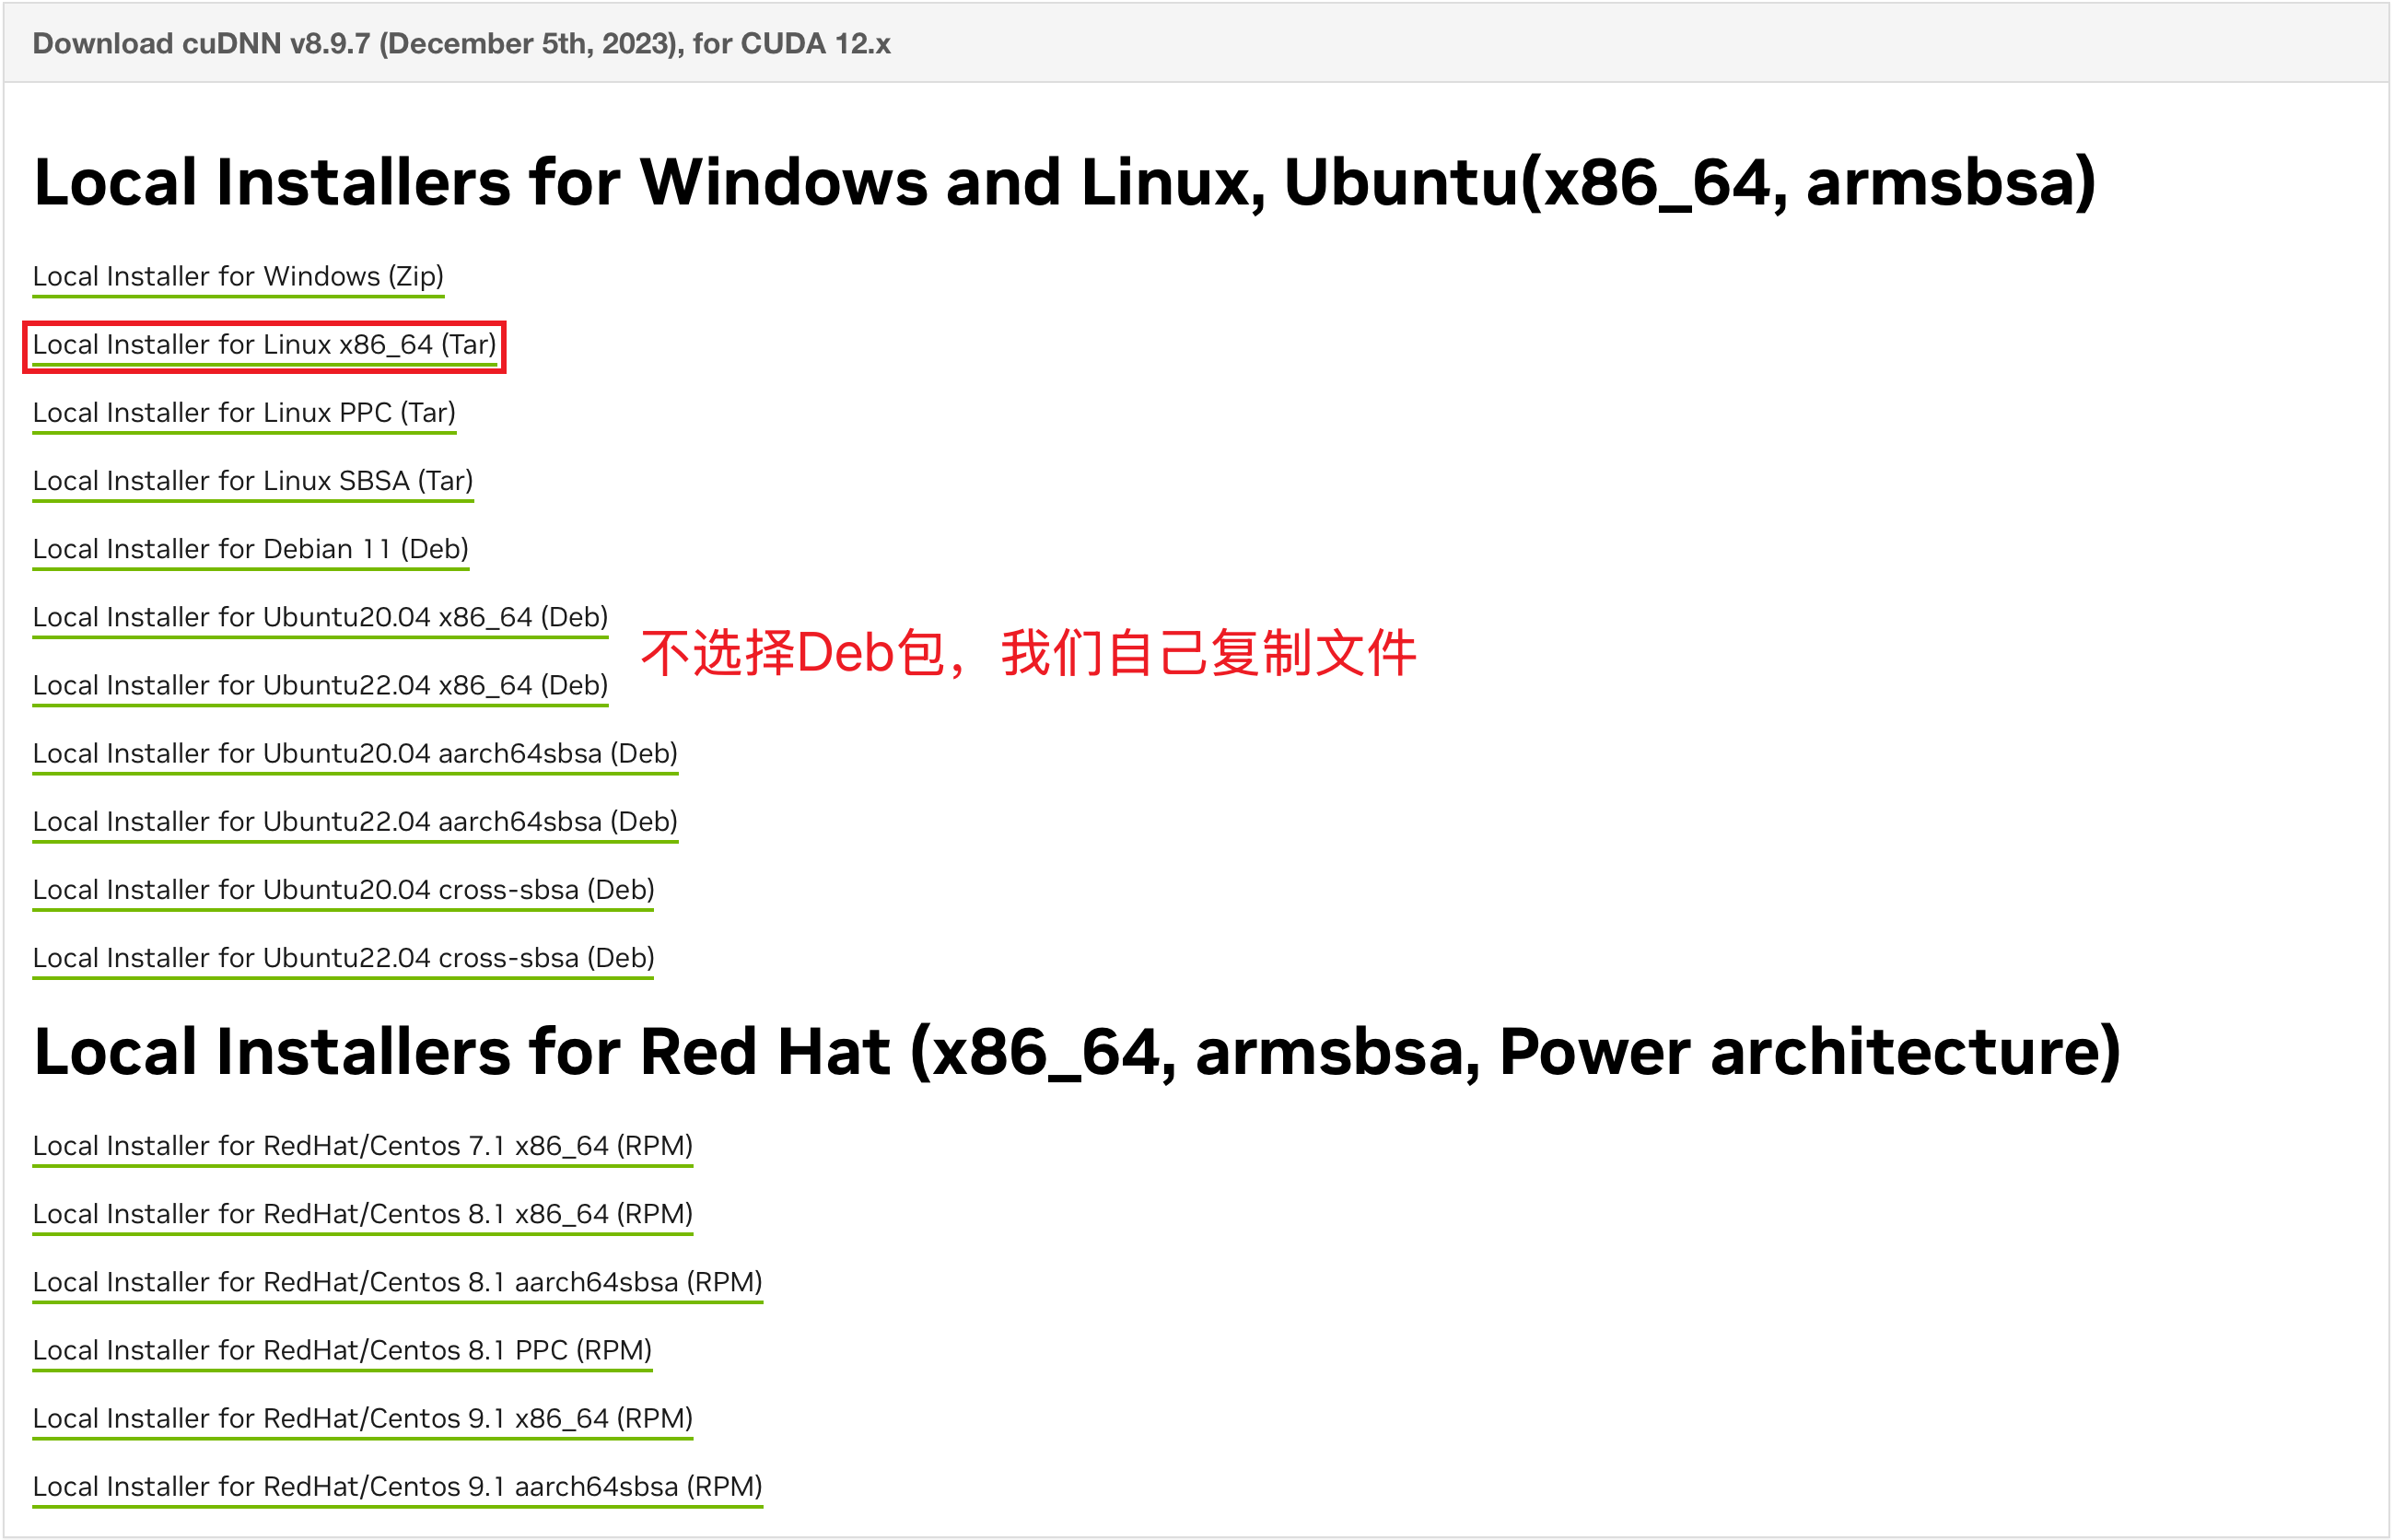 Download cuDNN v8.9.7 (December 5th, 2023), for CUDA 12.x
Local Installers for Windows and Linux, Ubuntu(x86_64, armsbsa)
Local Installer for Windows (Zip)
Local Installer for Linux x86_64 (Tar)
Local Installer for Linux PPC (Tar)
Local Installer for Linux SBSA (Tar)
Local Installer for Debian 11 (Deb)
Local Installer for Ubuntu20.04 x86_64 (Deb)
不选择Deb包，我们自己复制文件
Local Installer for Ubuntu22.04 x86_64 (Deb)
Local Installer for Ubuntu20.04 aarch64sbsa (Deb)
Local Installer for Ubuntu22.04 aarch64sbsa (Deb)
Local Installer for Ubuntu20.04 cross-sbsa (Deb)
Local Installer for Ubuntu22.04 cross-sbsa (Deb)
Local Installers for Red Hat (x86_64, armsbsa, Power architecture)
Local Installer for RedHat/Centos 7.1 x86_64 (RPM)
Local Installer for RedHat/Centos 8.1 x86_64 (RPM)
Local Installer for RedHat/Centos 8.1 aarch64sbsa (RPM)
Local Installer for RedHat/Centos 8.1 PPC (RPM)
Local Installer for RedHat/Centos 9.1 x86_64 (RPM)
Local Installer for RedHat/Centos 9.1 aarch64sbsa (RPM)